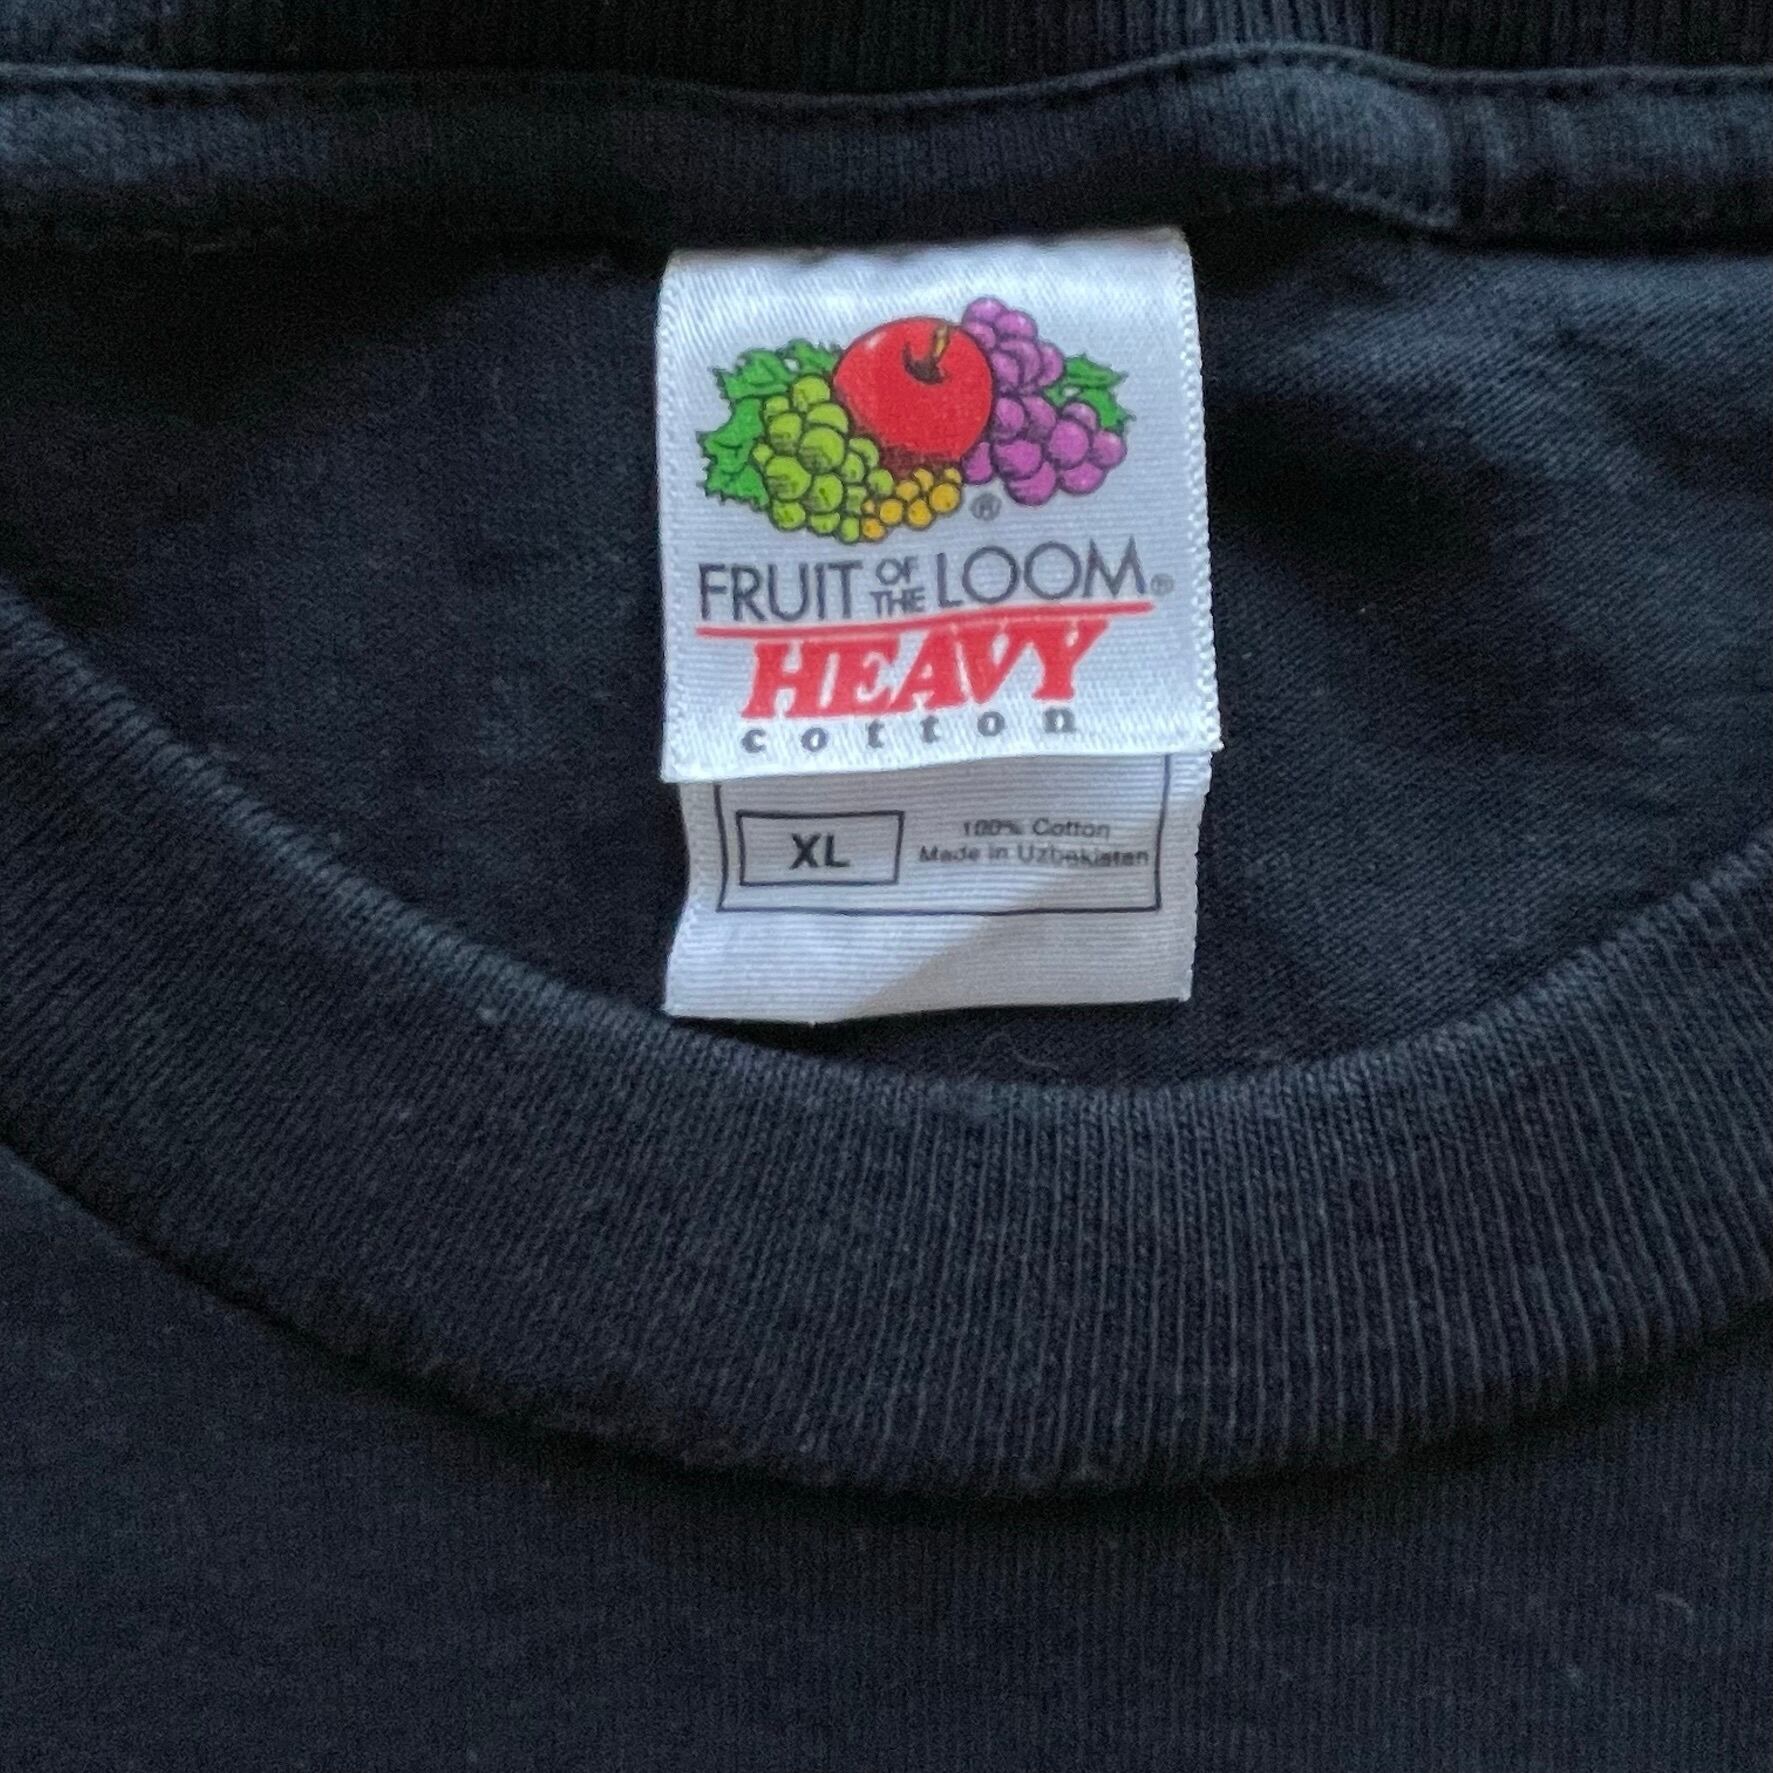 FRUIT OF THE LOOM®
HEAVY
cotton
XL
100% Cotton
Made in Uzbekistan